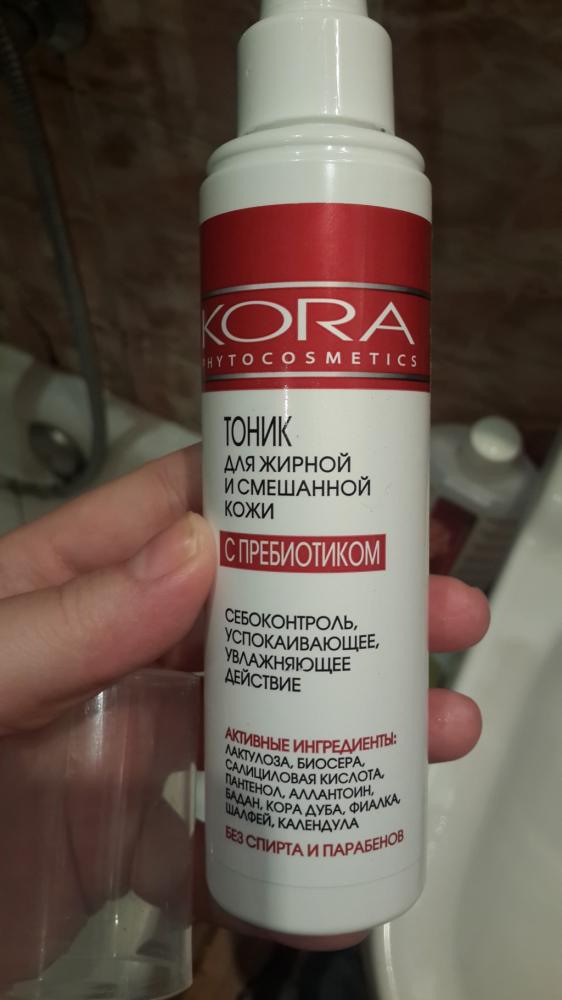 KORA
PHYTOCOSMETICS
ТОНИК
ДЛЯ ЖИРНОЙ
И СМЕШАННОЙ
КОЖИ
С ПРЕБИОТИКОМ
СЕБОКОНТРОЛЬ,
УСПОКАИВАЮЩЕЕ,
УВЛАЖНЯЮЩЕЕ
ДЕЙСТВИЕ
АКТИВНЫЕ ИНГРЕДИЕНТЫ:
ЛАКТУЛОЗА, БИОСЕРА,
САЛИЦИЛОВАЯ КИСЛОТА,
ПАНТЕНОЛ, АЛЛАНТОИН,
БАДАН, КОРА ДУБА, ФИАЛКА,
ШАЛФЕЙ, КАЛЕНДУЛА
БЕЗ СПИРТА И ПАРАБЕНОВ